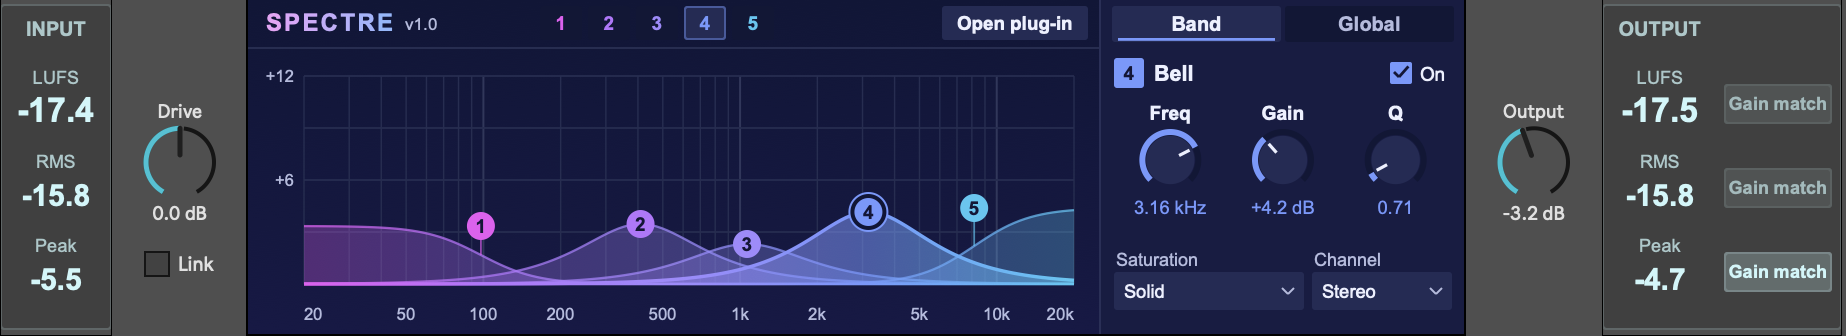 INPUT
LUFS
-17.4
RMS
-15.8
Peak
-5.5
Drive
0.0 dB
Link
SPECTRE v1.0 1 2 3 4 5 Open plug-in
+12
+6
1 2 3 4 5
20 50 100 200 500 1k 2k 5k 10k 20k
Band Global
4 Bell On
Freq Gain Q
3.16 kHz +4.2 dB 0.71
Saturation Channel
Solid Stereo
Output
-3.2 dB
OUTPUT
LUFS
-17.5 Gain match
RMS
-15.8 Gain match
Peak
-4.7 Gain match